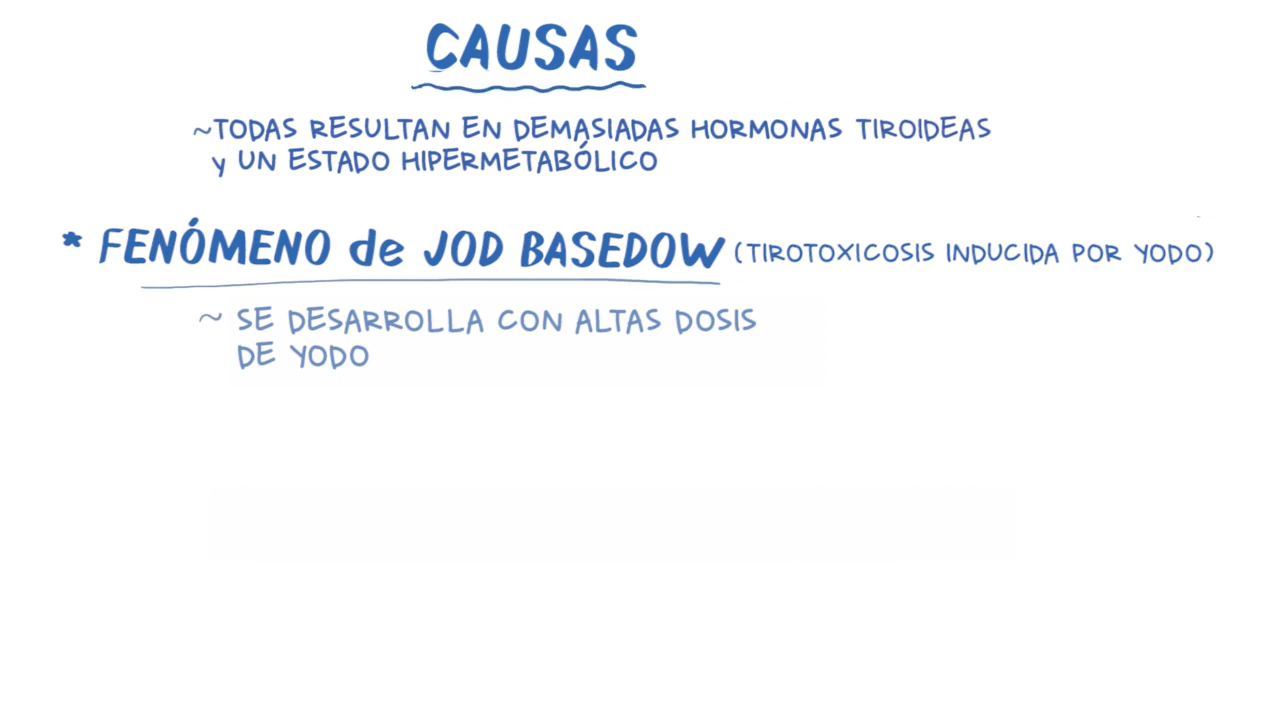 CAUSAS
~TODAS RESULTAN EN DEMASIADAS HORMONAS TIROIDEAS
y UN ESTADO HIPERMETABÓLICO
* FENÓMENO de JOD BASEDOW (TIROTOXICOSIS INDUCIDA POR YODO)
~ SE DESARROLLA CON ALTAS DOSIS
DE YODO